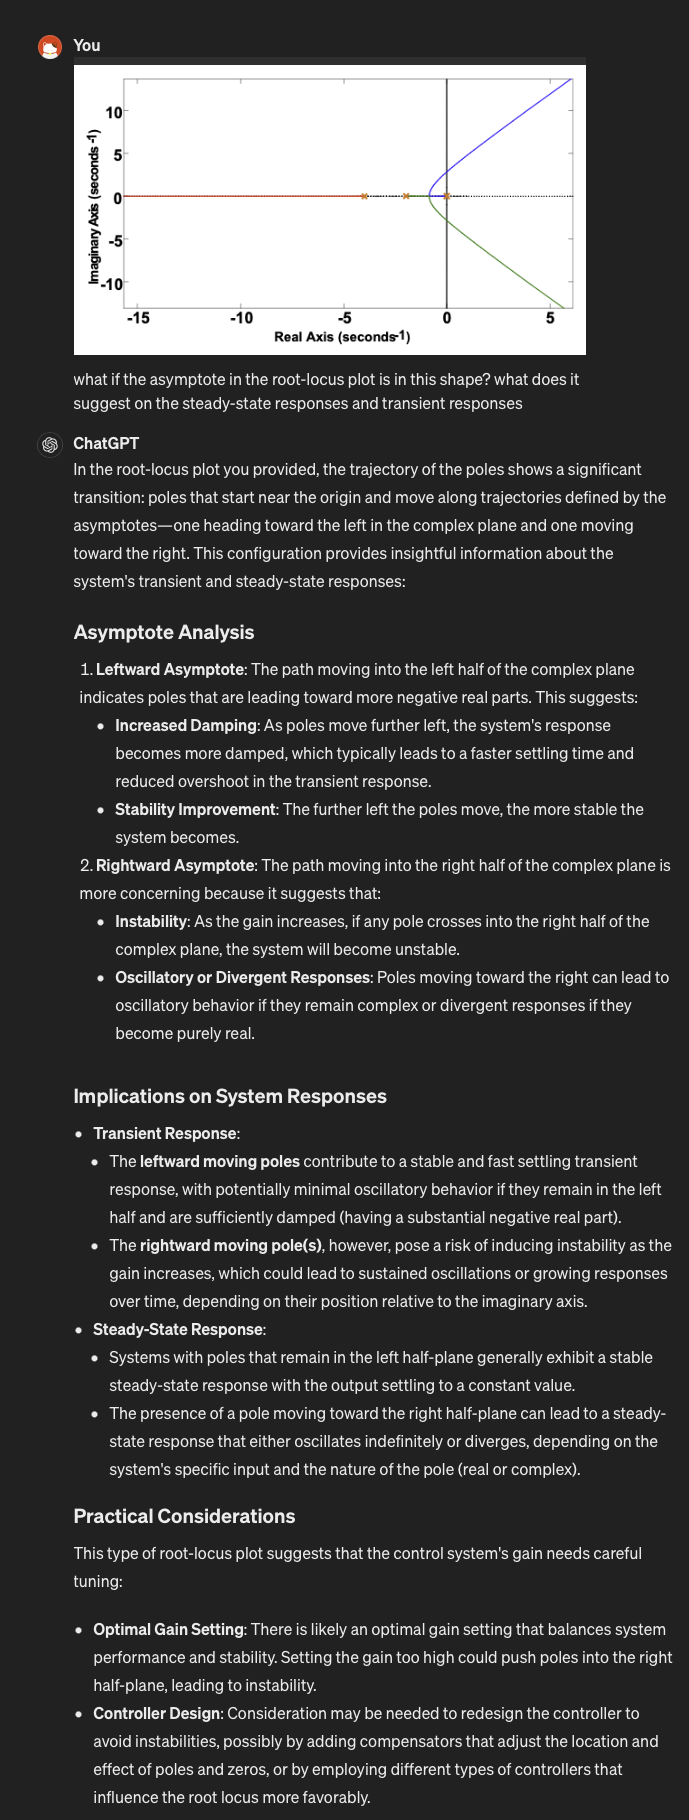 You
10
5
0
-5
-10
Imaginary Axis (seconds -1)
-15 -10 -5 0 5
Real Axis (seconds-1)
what if the asymptote in the root-locus plot is in this shape? what does it
suggest on the steady-state responses and transient responses
ChatGPT
In the root-locus plot you provided, the trajectory of the poles shows a significant
transition: poles that start near the origin and move along trajectories defined by the
asymptotes—one heading toward the left in the complex plane and one moving
toward the right. This configuration provides insightful information about the
system's transient and steady-state responses:
Asymptote Analysis
1. Leftward Asymptote: The path moving into the left half of the complex plane
indicates poles that are leading toward more negative real parts. This suggests:
• Increased Damping: As poles move further left, the system's response
becomes more damped, which typically leads to a faster settling time and
reduced overshoot in the transient response.
• Stability Improvement: The further left the poles move, the more stable the
system becomes.
2. Rightward Asymptote: The path moving into the right half of the complex plane is
more concerning because it suggests that:
• Instability: As the gain increases, if any pole crosses into the right half of the
complex plane, the system will become unstable.
• Oscillatory or Divergent Responses: Poles moving toward the right can lead to
oscillatory behavior if they remain complex or divergent responses if they
become purely real.
Implications on System Responses
• Transient Response:
• The leftward moving poles contribute to a stable and fast settling transient
response, with potentially minimal oscillatory behavior if they remain in the left
half and are sufficiently damped (having a substantial negative real part).
• The rightward moving pole(s), however, pose a risk of inducing instability as the
gain increases, which could lead to sustained oscillations or growing responses
over time, depending on their position relative to the imaginary axis.
• Steady-State Response:
• Systems with poles that remain in the left half-plane generally exhibit a stable
steady-state response with the output settling to a constant value.
• The presence of a pole moving toward the right half-plane can lead to a steady-
state response that either oscillates indefinitely or diverges, depending on the
system's specific input and the nature of the pole (real or complex).
Practical Considerations
This type of root-locus plot suggests that the control system's gain needs careful
tuning:
• Optimal Gain Setting: There is likely an optimal gain setting that balances system
performance and stability. Setting the gain too high could push poles into the right
half-plane, leading to instability.
• Controller Design: Consideration may be needed to redesign the controller to
avoid instabilities, possibly by adding compensators that adjust the location and
effect of poles and zeros, or by employing different types of controllers that
influence the root locus more favorably.